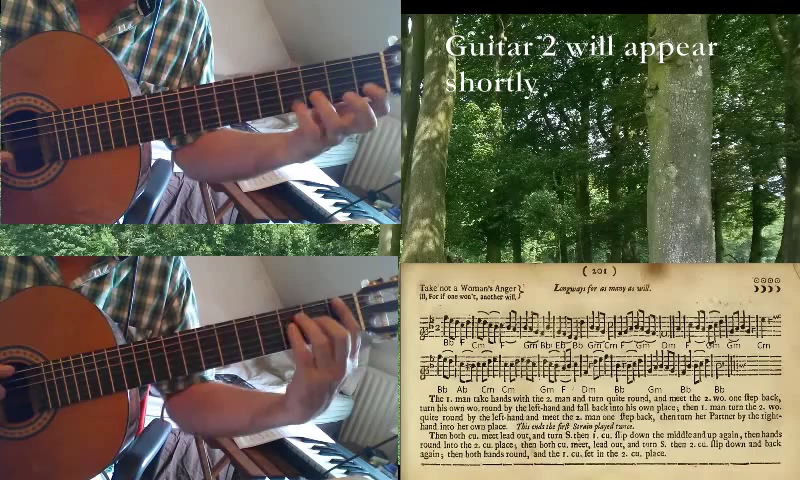 Guitar 2 will appear
shortly
( 201 )
Take not a Woman's Anger
ill, For if one won't, another will.
Longways for as many as will.
Bb F Cm F Gm Bb Eb Bb Gm Cm F Gm Bb F Gm Gm Cm
Bb Ab Cm Cm Gm F Dm Bb Gm Bb Bb
The 1. man take hands with the 2. man and turn quite round, and meet the 2. wo. one step back,
turn his own wo. round by the left-hand and fall back into his own place; then 1. man turn the 2. wo.
quite round by the left-hand and meet the 2. man one step back, then turn her Partner by the right-
hand into her own place. This ends the first Strain played twice.
Then both cu. meet lead out, and turn S. then 1. cu. slip down the middle and up again, then hands
round into the 2. cu. place; then both cu. meet, lead out, and turn S. then 2. cu. slip down and back
again; then both hands round, and the 1. cu. set in the 2. cu. place.